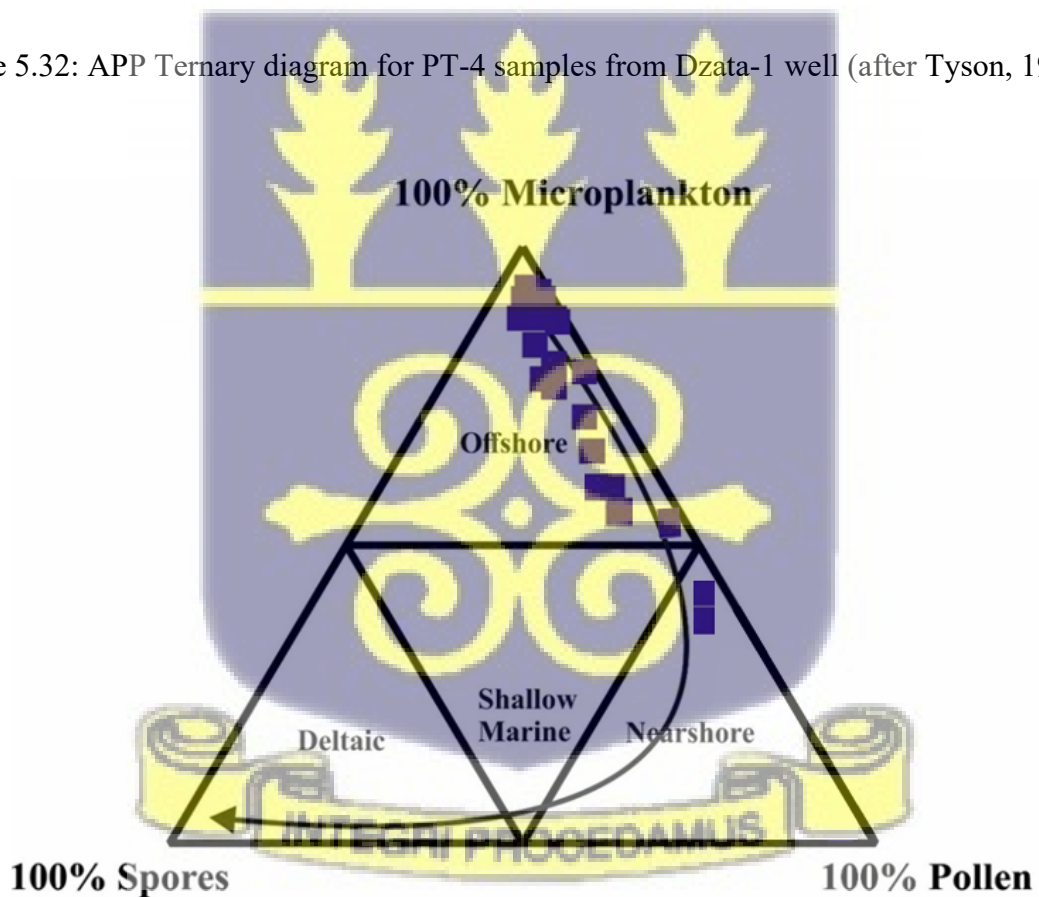 5.32: APP Ternary diagram for PT-4 samples from Dzata-1 well (after Tyson,
100% Microplankton
Offshore
Shallow
Marine
Deltaic
Nearshore
INTEGRI PROCEDAMUS
100% Spores
100% Pollen